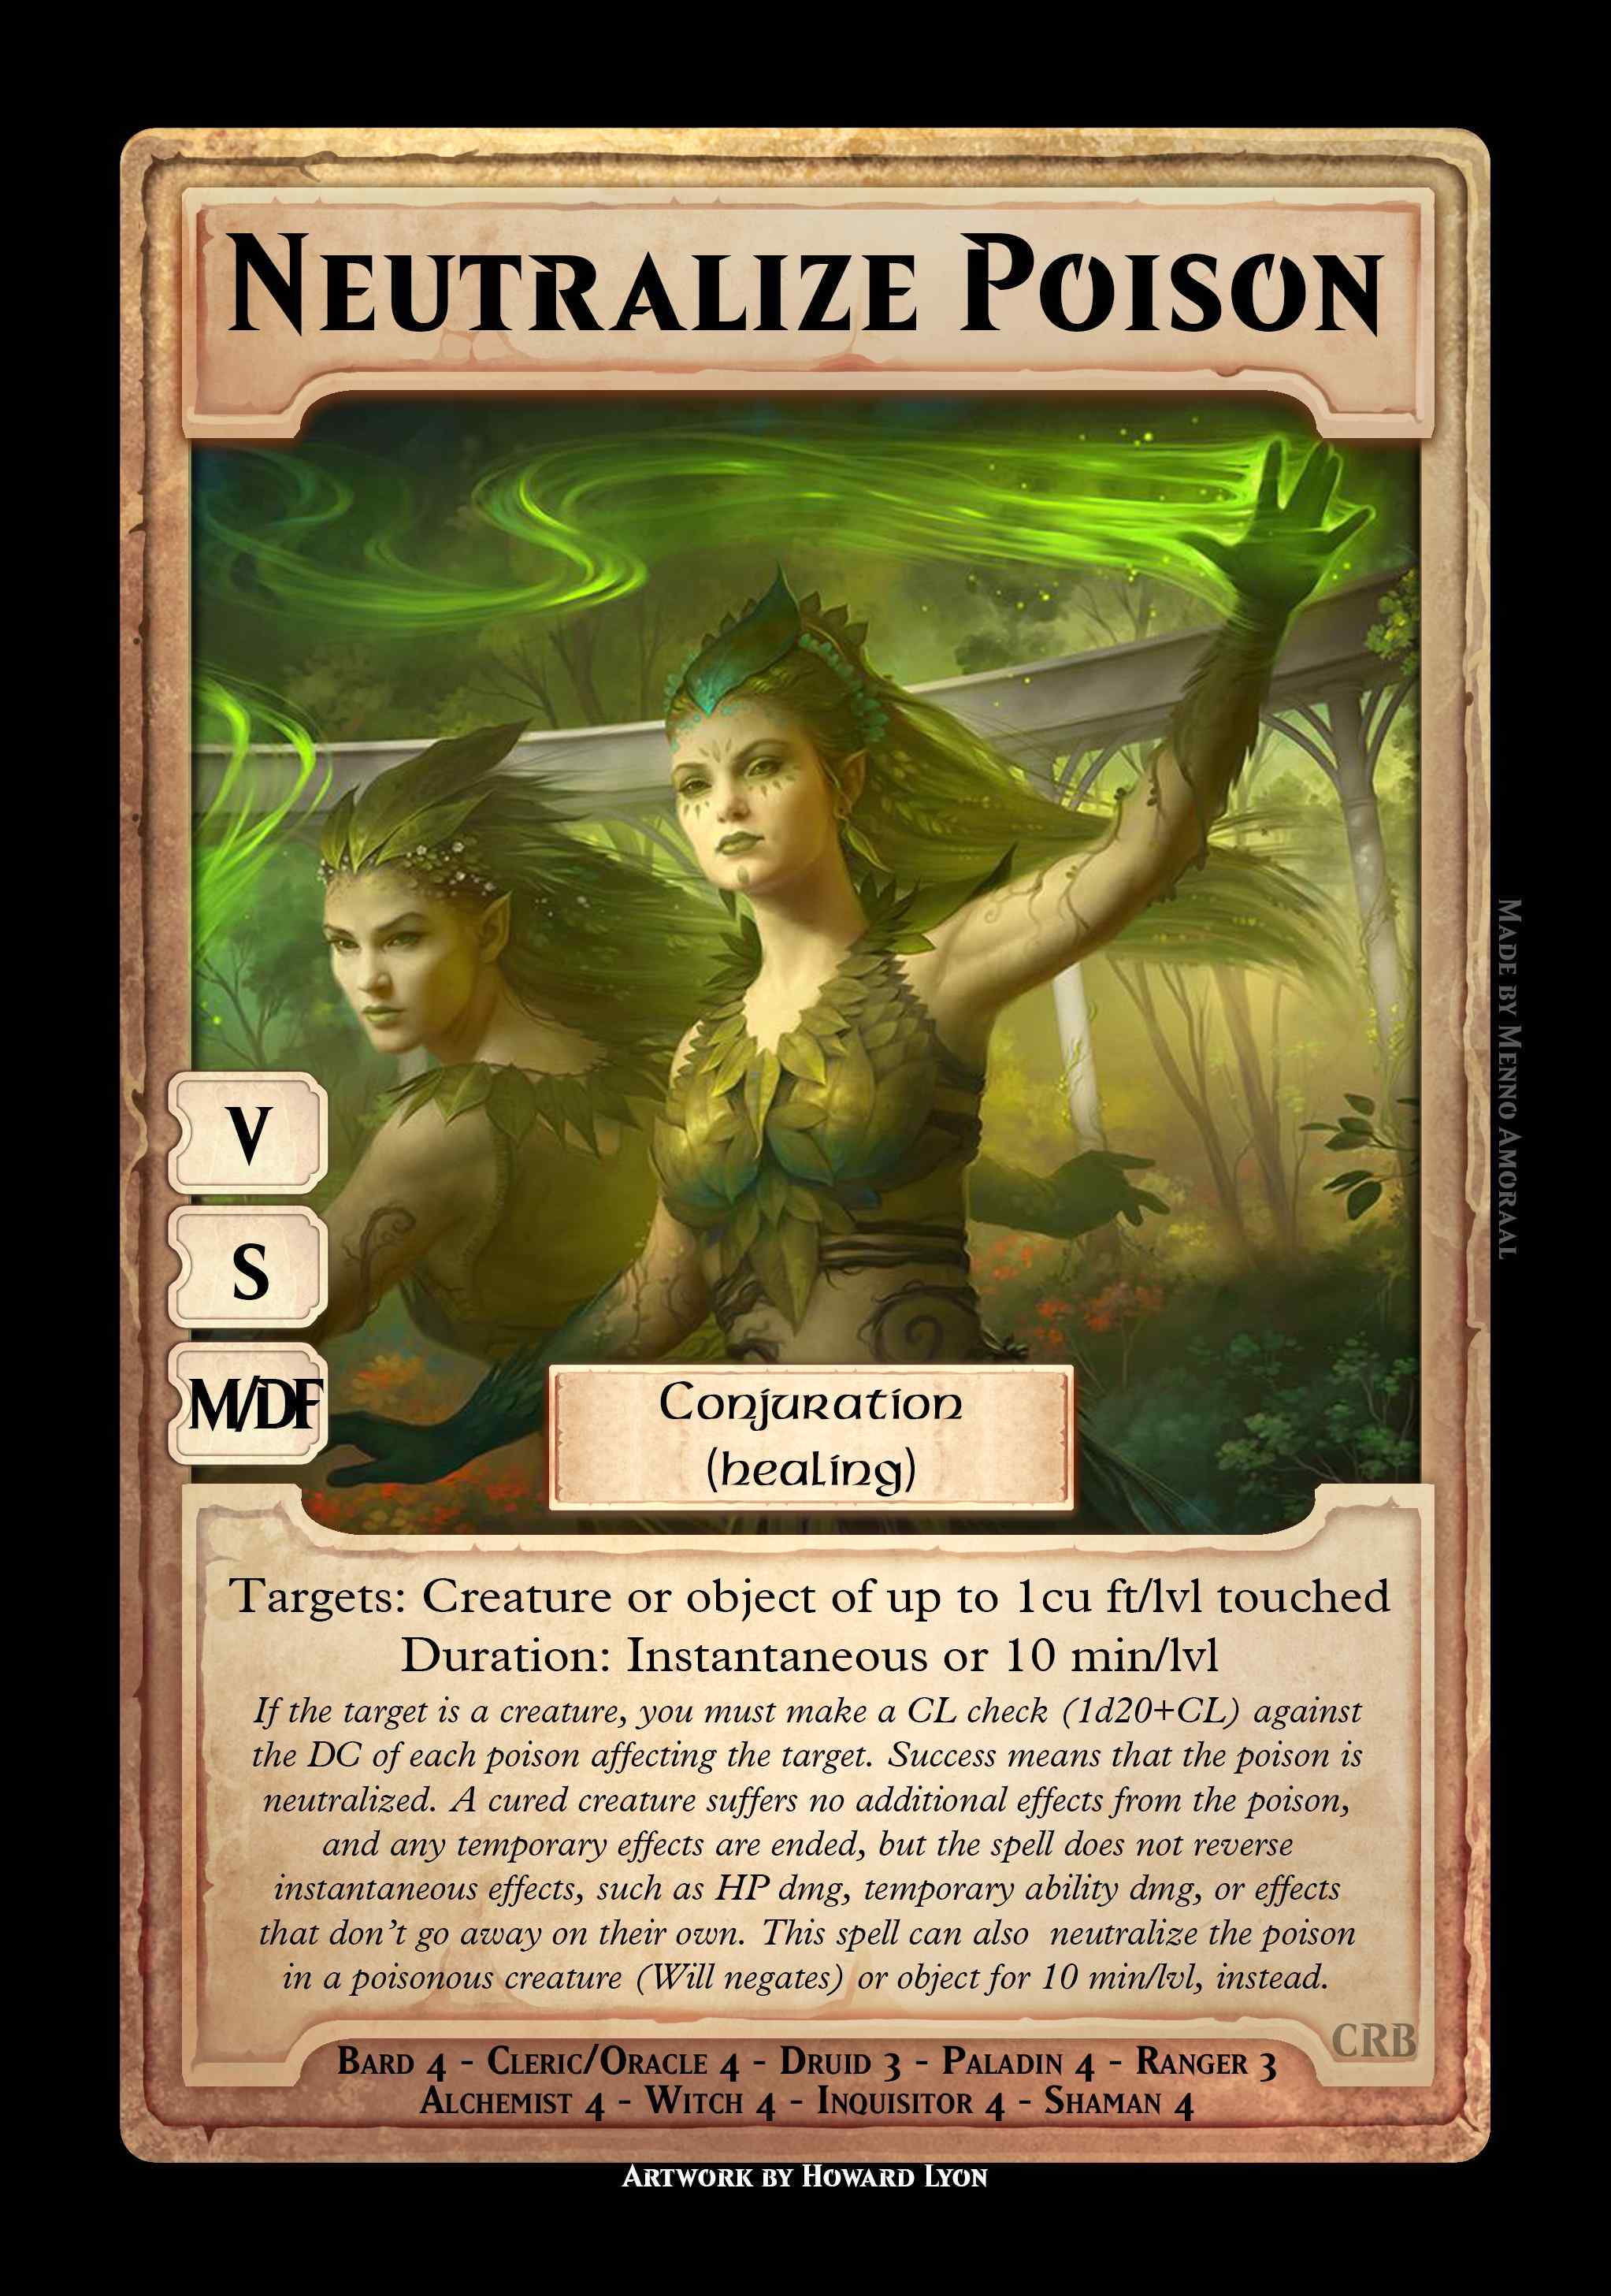 Neutralize Poison
V
S
M/DF
Conjuration
(healing)
Targets: Creature or object of up to 1cu ft/lvl touched
Duration: Instantaneous or 10 min/lvl
If the target is a creature, you must make a CL check (1d20+CL) against
the DC of each poison affecting the target. Success means that the poison is
neutralized. A cured creature suffers no additional effects from the poison,
and any temporary effects are ended, but the spell does not reverse
instantaneous effects, such as HP dmg, temporary ability dmg, or effects
that don't go away on their own. This spell can also neutralize the poison
in a poisonous creature (Will negates) or object for 10 min/lvl, instead.
CRB
Bard 4 - Cleric/Oracle 4 - Druid 3 - Paladin 4 - Ranger 3
Alchemist 4 - Witch 4 - Inquisitor 4 - Shaman 4
Artwork by Howard Lyon
Made by Menno Amoraal